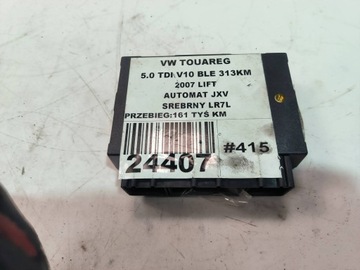 VW TOUAREG
5.0 TDI V10 BLE 313KM
2007 LIFT
AUTOMAT JXV
SREBRNY LR7L
PRZEBIEG:161 TYŚ KM
24407
#415